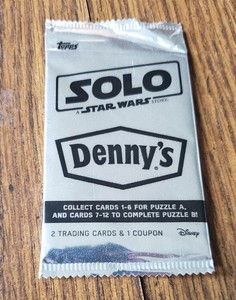 Topps
SOLO
A STAR WARS STORY
Denny's
COLLECT CARDS 1-6 FOR PUZZLE A,
AND CARDS 7-12 TO COMPLETE PUZZLE B!
2 TRADING CARDS & 1 COUPON
Disney